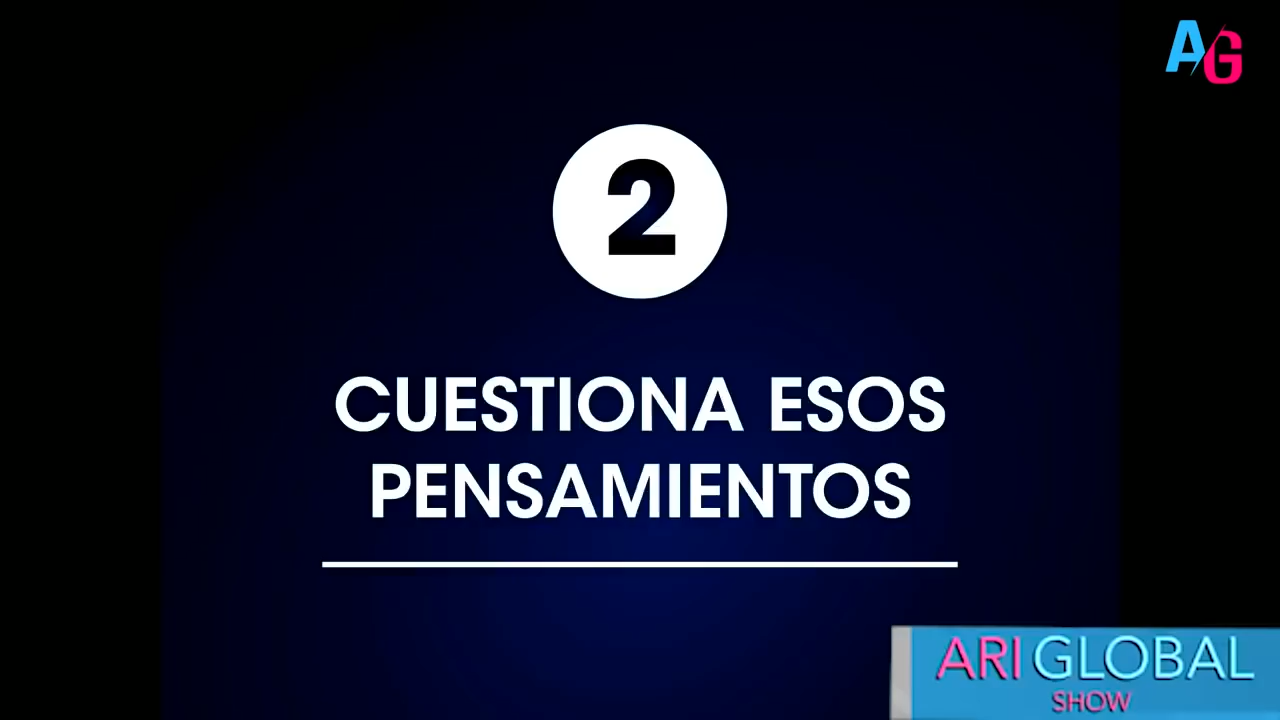 AG
2
CUESTIONA ESOS
PENSAMIENTOS
ARI GLOBAL
SHOW